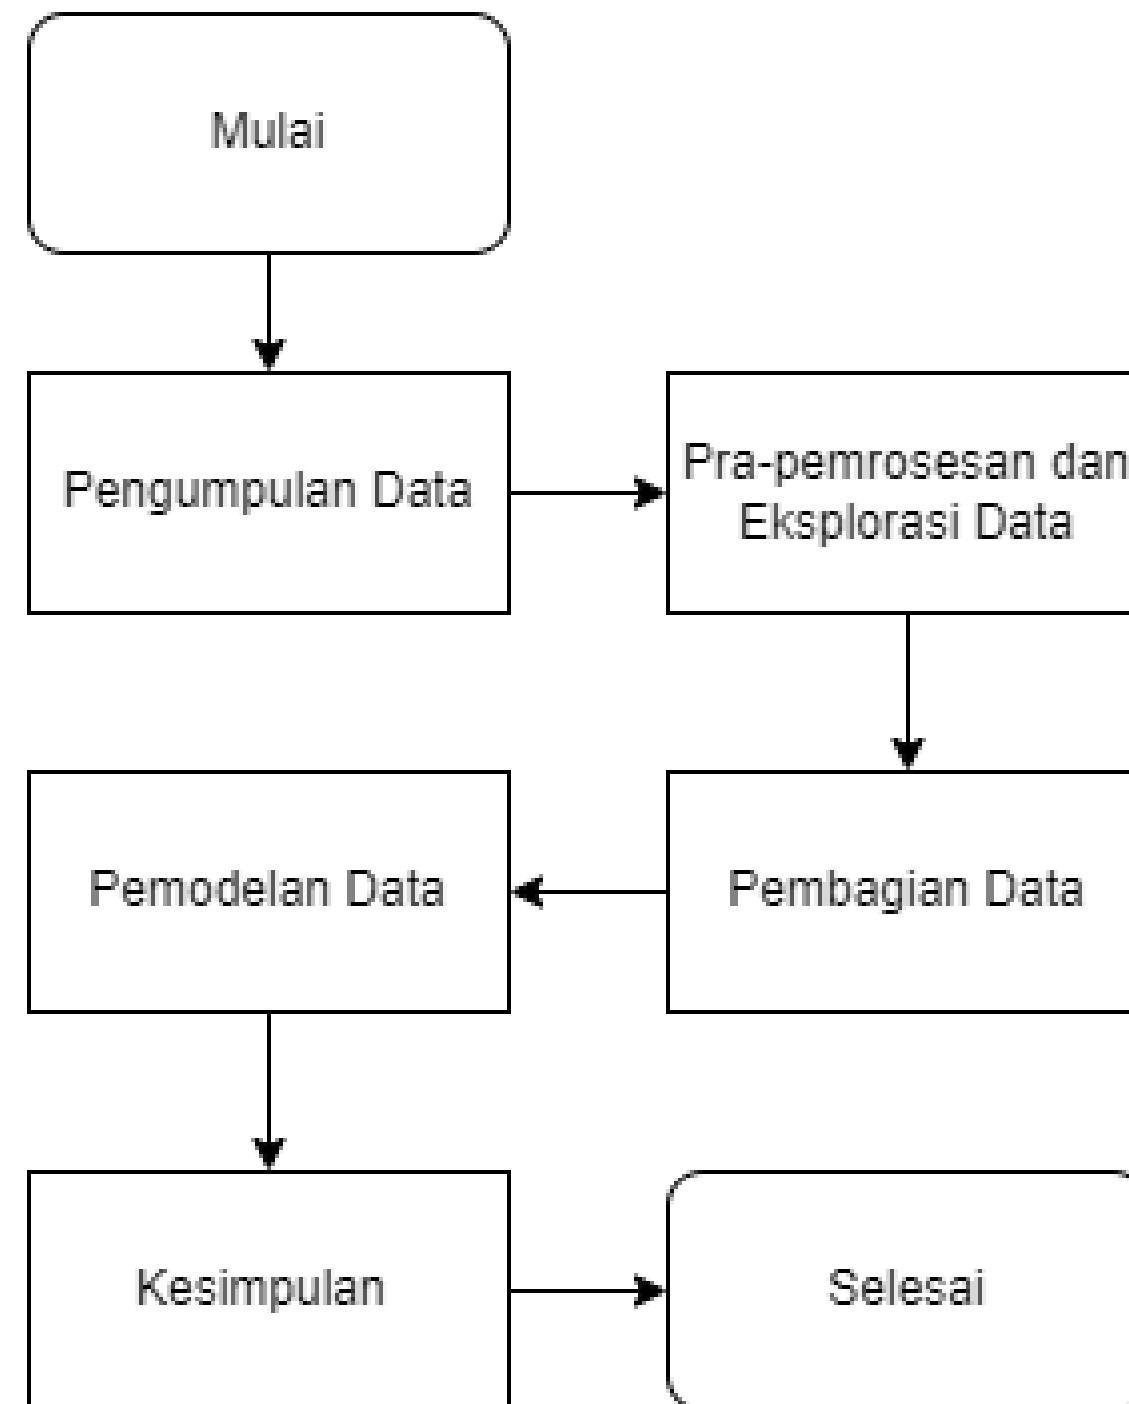 Mulai
Pengumpulan Data
Pra-pemrosesan dan
Eksplorasi Data
Pembagian Data
Pemodelan Data
Kesimpulan
Selesai